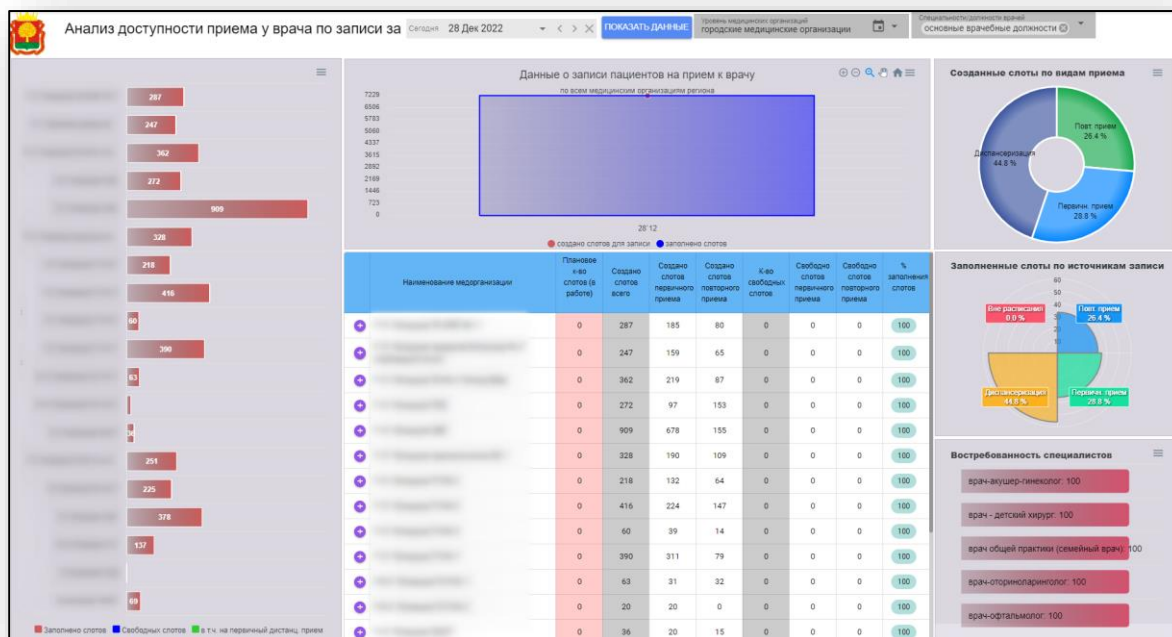 Анализ доступности приема у врача по записи за
Сегодня 28 Дек 2022
ПОКАЗАТЬ ДАННЫЕ
Уровень медицинских организаций
городские медицинские организации
Специальности/должности врачей
основные врачебные должности
287
247
362
272
909
328
218
416
60
390
63
251
225
378
137
69
Заполнено слотов Свободных слотов в т.ч. на первичный дистанц. прием
Данные о записи пациентов на прием к врачу
по всем медицинским организациям региона
7229
6506
5783
5060
4337
3615
2892
2169
1446
723
0
28'12
создано слотов для записи заполнено слотов
Наименование медорганизации Плановое к-во слотов (в работе) Создано слотов всего Создано слотов первичного приема Создано слотов повторного приема К-во свободных слотов Свободно слотов первичного приема Свободно слотов повторного приема % заполнения слотов
0 287 185 80 0 0 0 100
0 247 159 65 0 0 0 100
0 362 219 87 0 0 0 100
0 272 97 153 0 0 0 100
0 909 678 155 0 0 0 100
0 328 190 109 0 0 0 100
0 218 132 64 0 0 0 100
0 416 224 147 0 0 0 100
0 60 39 14 0 0 0 100
0 390 311 79 0 0 0 100
0 63 31 32 0 0 0 100
0 20 20 0 0 0 0 100
0 36 20 15 0 0 0 100
Созданные слоты по видам приема
Повт. прием
26.4 %
Диспансеризация
44.8 %
Первичн. прием
28.8 %
Заполненные слоты по источникам записи
60
50
40
30
Вне расписания
0.0 %
Повт. прием
26.4 %
Диспансеризация
44.8 %
Первичн. прием
28.8 %
Востребованность специалистов
врач-акушер-гинеколог: 100
врач - детский хирург: 100
врач общей практики (семейный врач): 100
врач-оториноларинголог: 100
врач-офтальмолог: 100